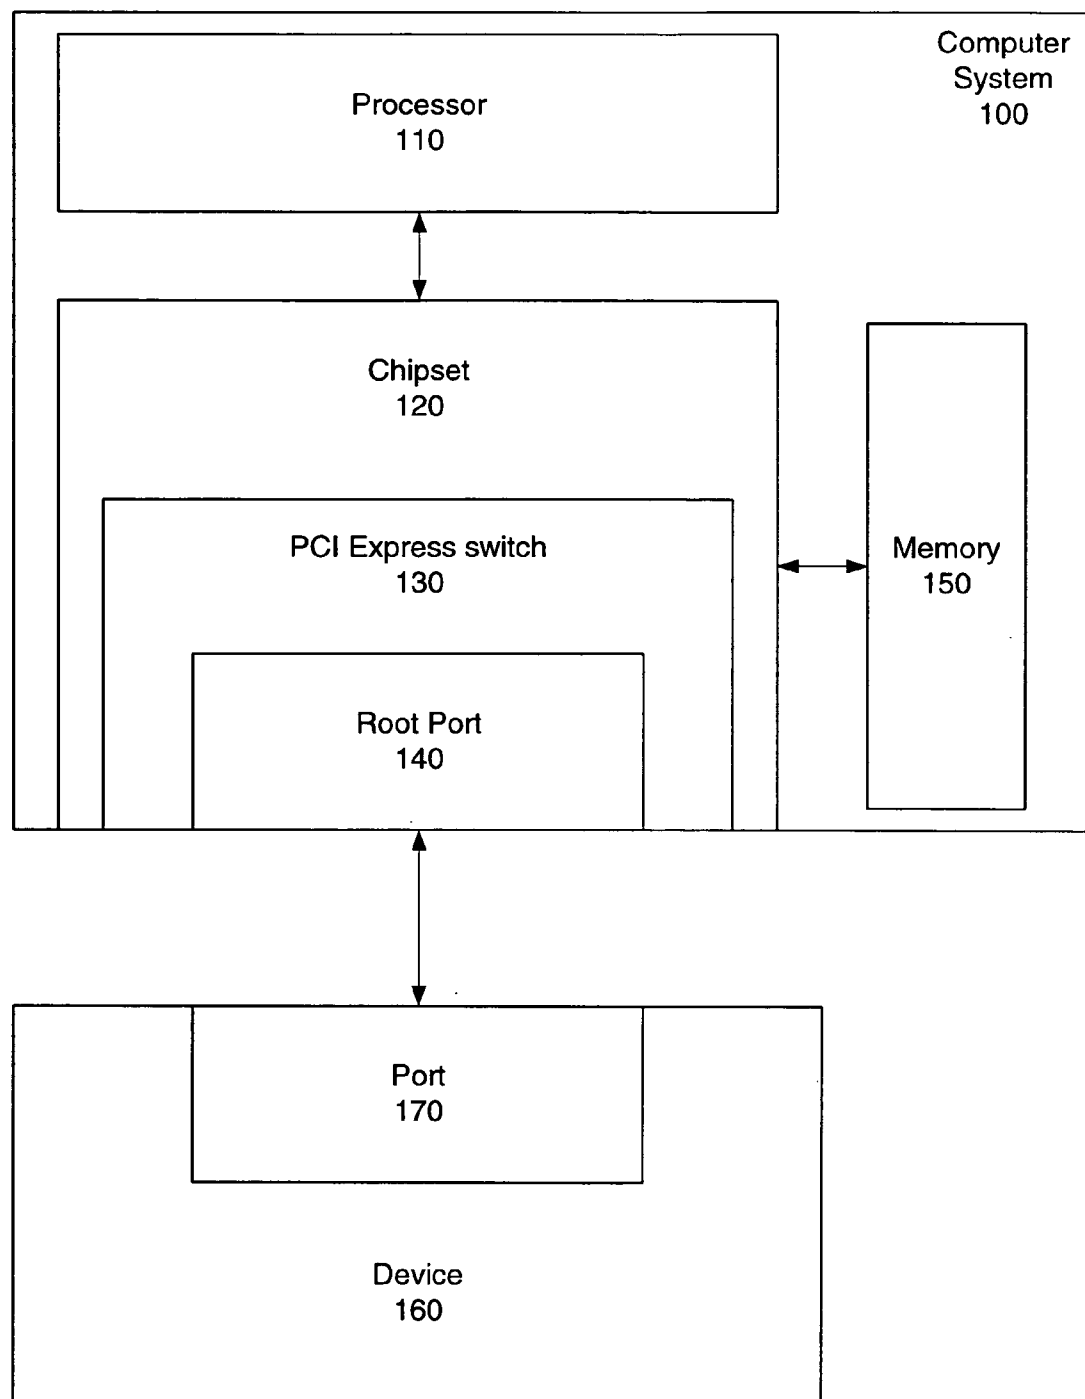 Computer
System
100
Processor
110
Chipset
120
PCI Express switch
130
Memory
150
Root Port
140
Port
170
Device
160